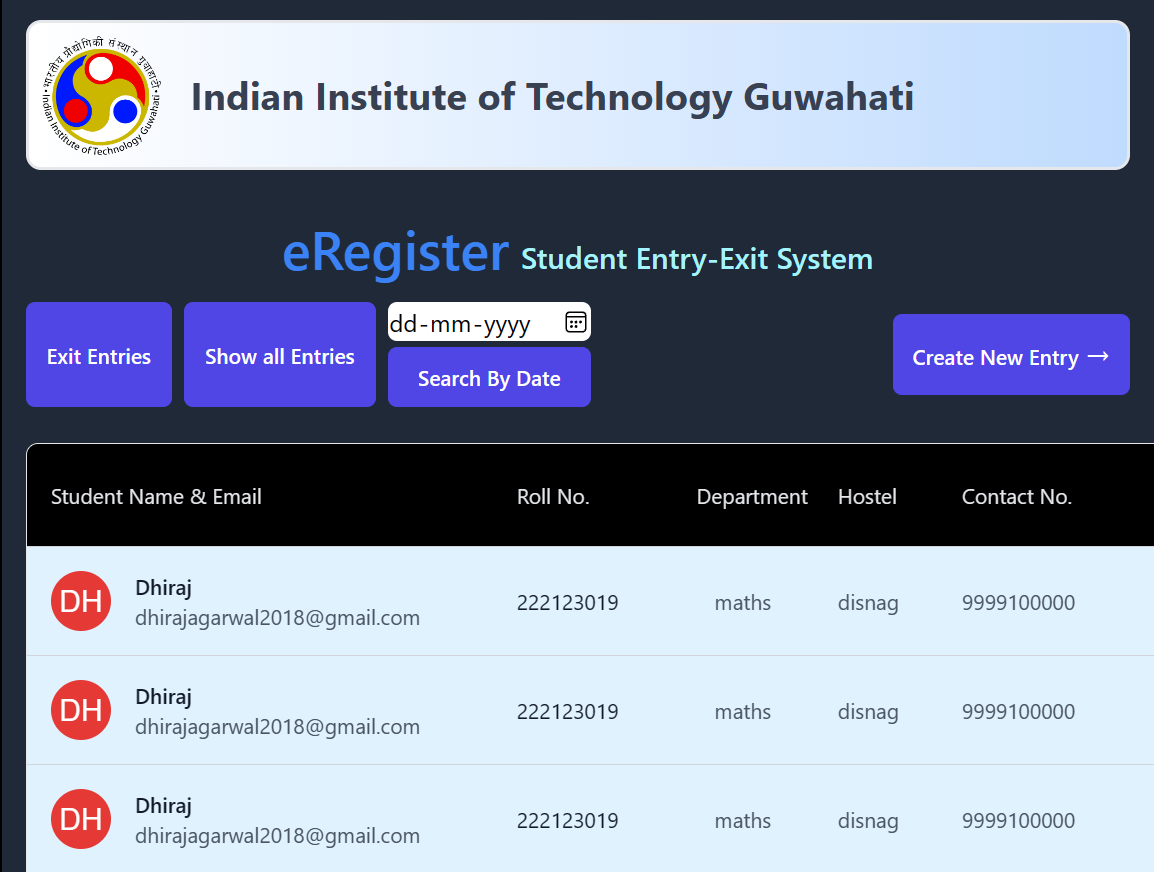 भारतीय प्रौद्योगिकी संस्थान गुवाहाटी
Indian Institute of Technology Guwahati
Indian Institute of Technology Guwahati
eRegister Student Entry-Exit System
Exit Entries
Show all Entries
dd-mm-yyyy
Search By Date
Create New Entry →
Student Name & Email Roll No. Department Hostel Contact No.
DH
Dhiraj
dhirajagarwal2018@gmail.com
222123019 maths disnag 9999100000
DH
Dhiraj
dhirajagarwal2018@gmail.com
222123019 maths disnag 9999100000
DH
Dhiraj
dhirajagarwal2018@gmail.com
222123019 maths disnag 9999100000